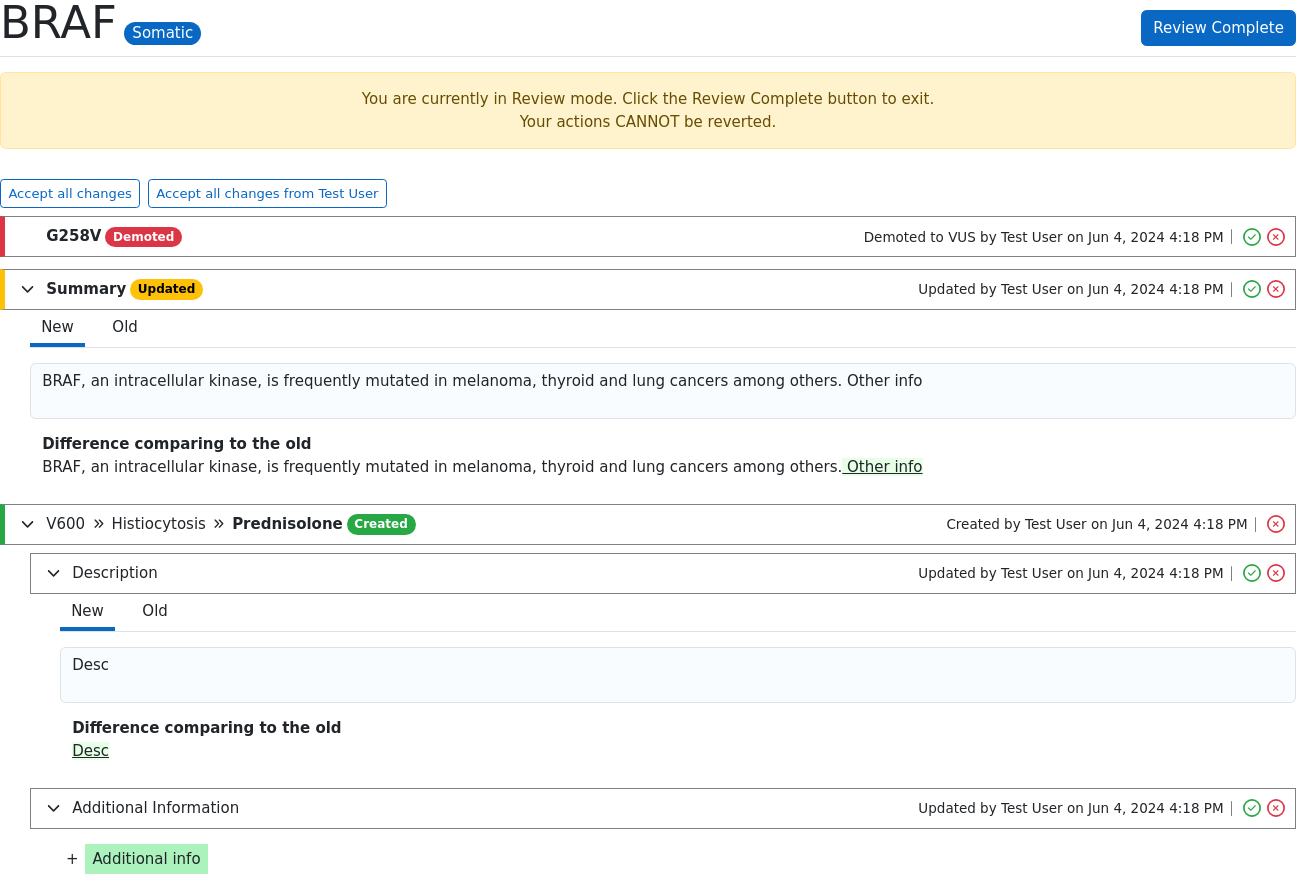 BRAF Somatic Review Complete
You are currently in Review mode. Click the Review Complete button to exit.
Your actions CANNOT be reverted.
Accept all changes Accept all changes from Test User
G258V Demoted Demoted to VUS by Test User on Jun 4, 2024 4:18 PM
Summary Updated Updated by Test User on Jun 4, 2024 4:18 PM
New Old
BRAF, an intracellular kinase, is frequently mutated in melanoma, thyroid and lung cancers among others. Other info
Difference comparing to the old
BRAF, an intracellular kinase, is frequently mutated in melanoma, thyroid and lung cancers among others. Other info
V600 » Histiocytosis » Prednisolone Created Created by Test User on Jun 4, 2024 4:18 PM
Description Updated by Test User on Jun 4, 2024 4:18 PM
New Old
Desc
Difference comparing to the old
Desc
Additional Information Updated by Test User on Jun 4, 2024 4:18 PM
+ Additional info